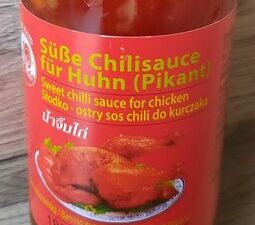 Süße Chilisauce
für Huhn (Pikant)
Sweet chilli sauce for chicken
Słodko - ostry sos chili do kurczaka
น้ำจิ้มไก่